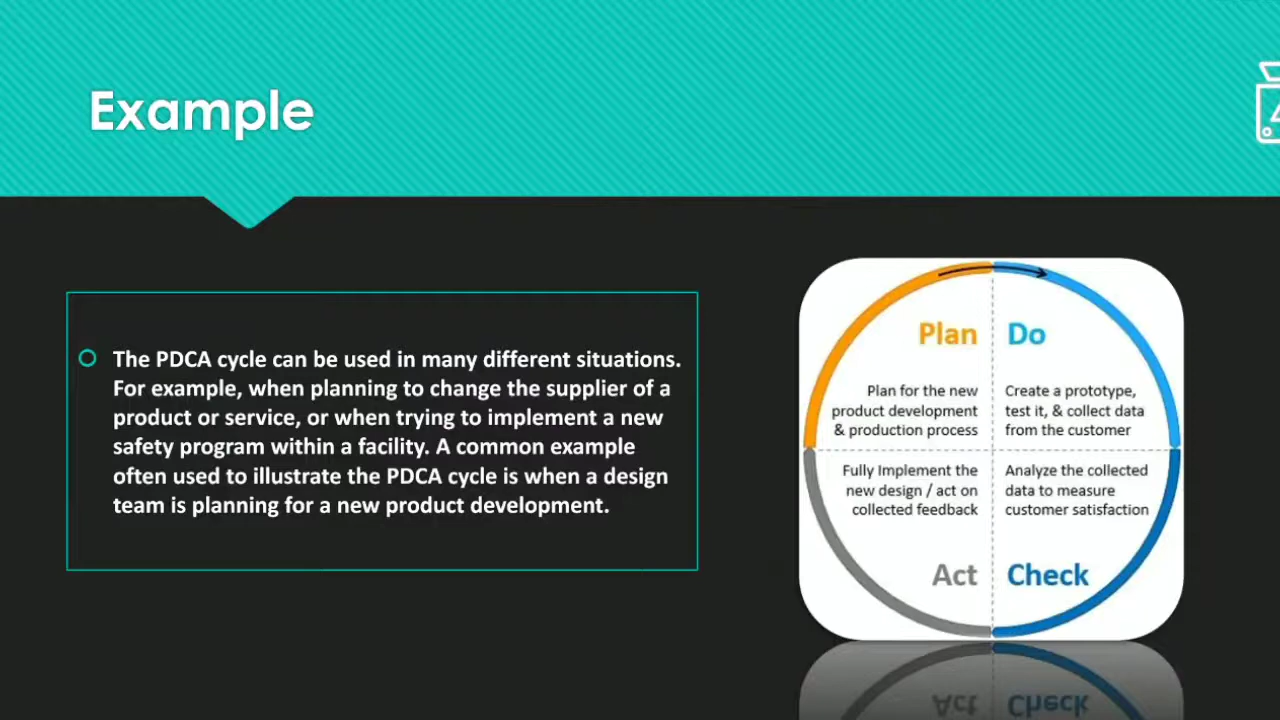 Example
The PDCA cycle can be used in many different situations.
For example, when planning to change the supplier of a
product or service, or when trying to implement a new
safety program within a facility. A common example
often used to illustrate the PDCA cycle is when a design
team is planning for a new product development.
Plan
Plan for the new
product development
& production process
Do
Create a prototype,
test it, & collect data
from the customer
Fully Implement the
new design / act on
collected feedback
Act
Analyze the collected
data to measure
customer satisfaction
Check
Act
Check